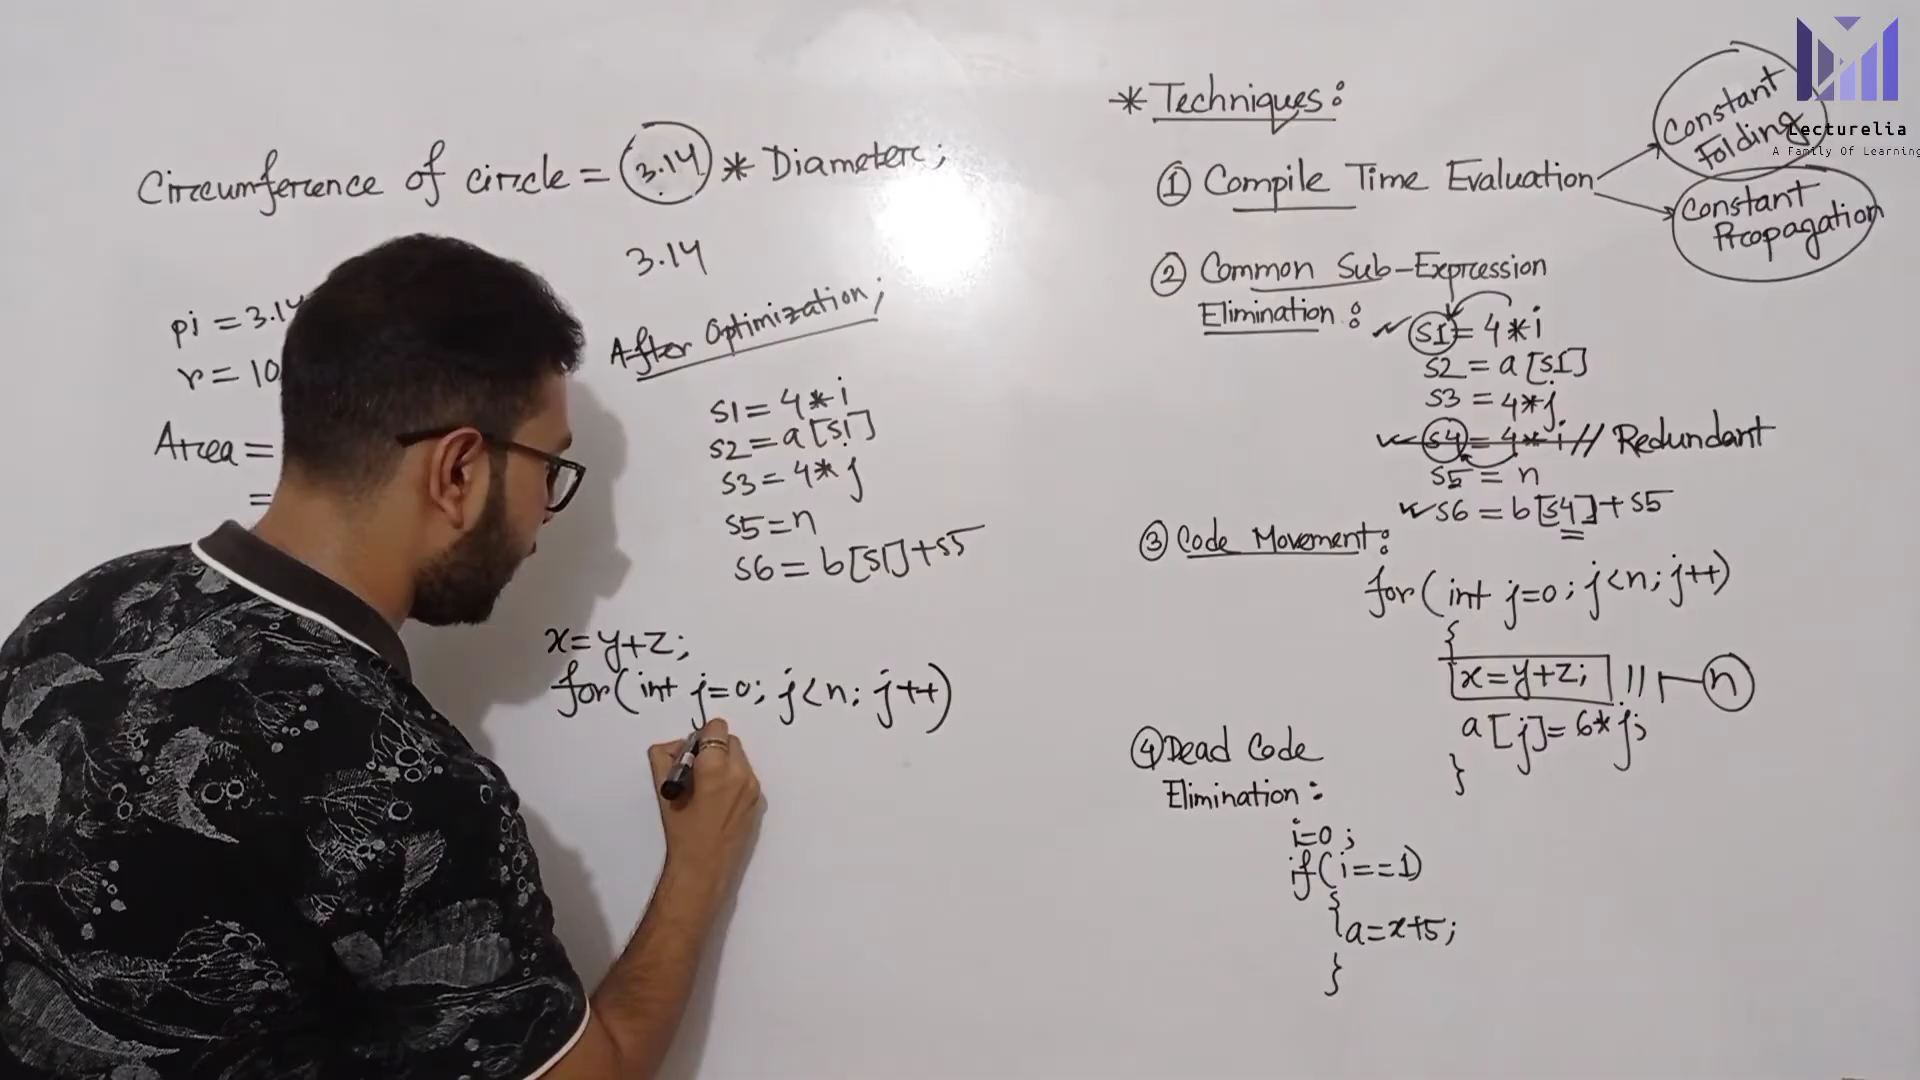 Circumference of circle = 3.14 * Diameter;
3.14
pi = 3.14
r = 10
Area =
=
After Optimization;
s1 = 4 * i
s2 = a[s1]
s3 = 4 * j
s5 = n
s6 = b[s1] + s5
x = y+z;
for(int j=0; j<n; j++)
* Techniques:
① Compile Time Evaluation
Constant
Folding
Constant
Propagation
② Common Sub-Expression
Elimination:
s1 = 4*i
s2 = a[s1]
s3 = 4*j
s4 = 4*i // Redundant
s5 = n
s6 = b[s4] + s5
③ Code Movement:
for(int j=0; j<n; j++)
{
x=y+z; || n
a[j]=6*j;
}
④ Dead Code
Elimination:
i=0;
if(i==1)
{
a=x+5;
}
Lecturelia
A Family Of Learning